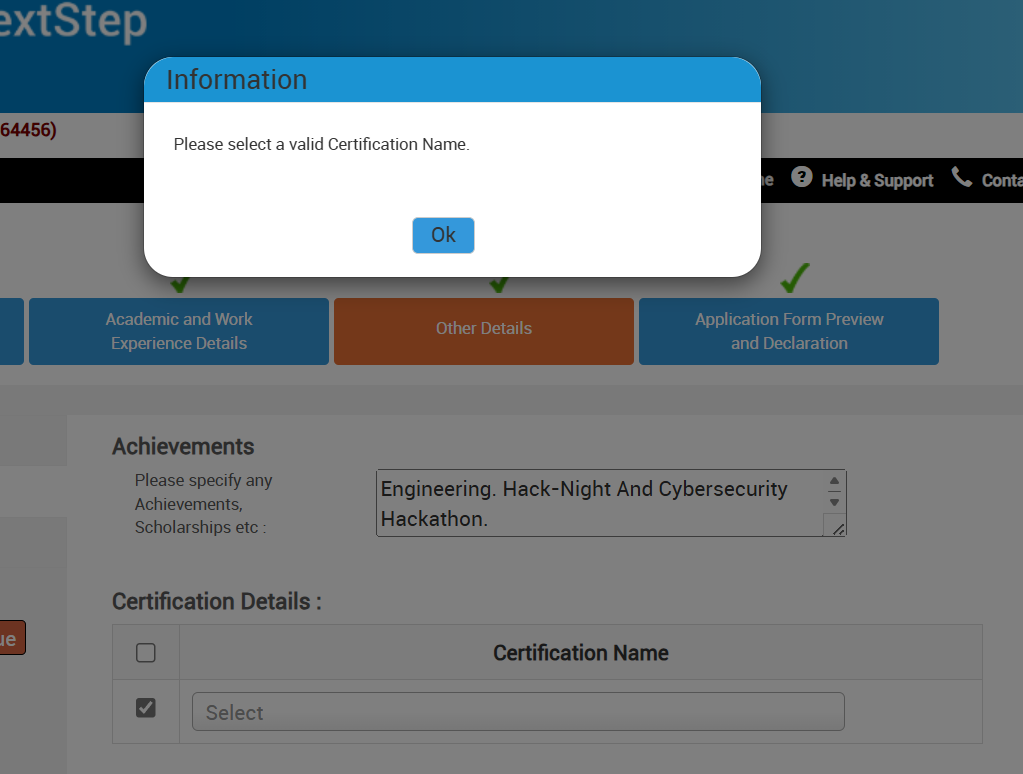 extStep
Information
64456)
Please select a valid Certification Name.
Help & Support
Conta
Ok
Academic and Work
Experience Details
Other Details
Application Form Preview
and Declaration
Achievements
Please specify any
Achievements,
Scholarships etc :
Engineering. Hack-Night And Cybersecurity
Hackathon.
Certification Details :
ue
Certification Name
Select